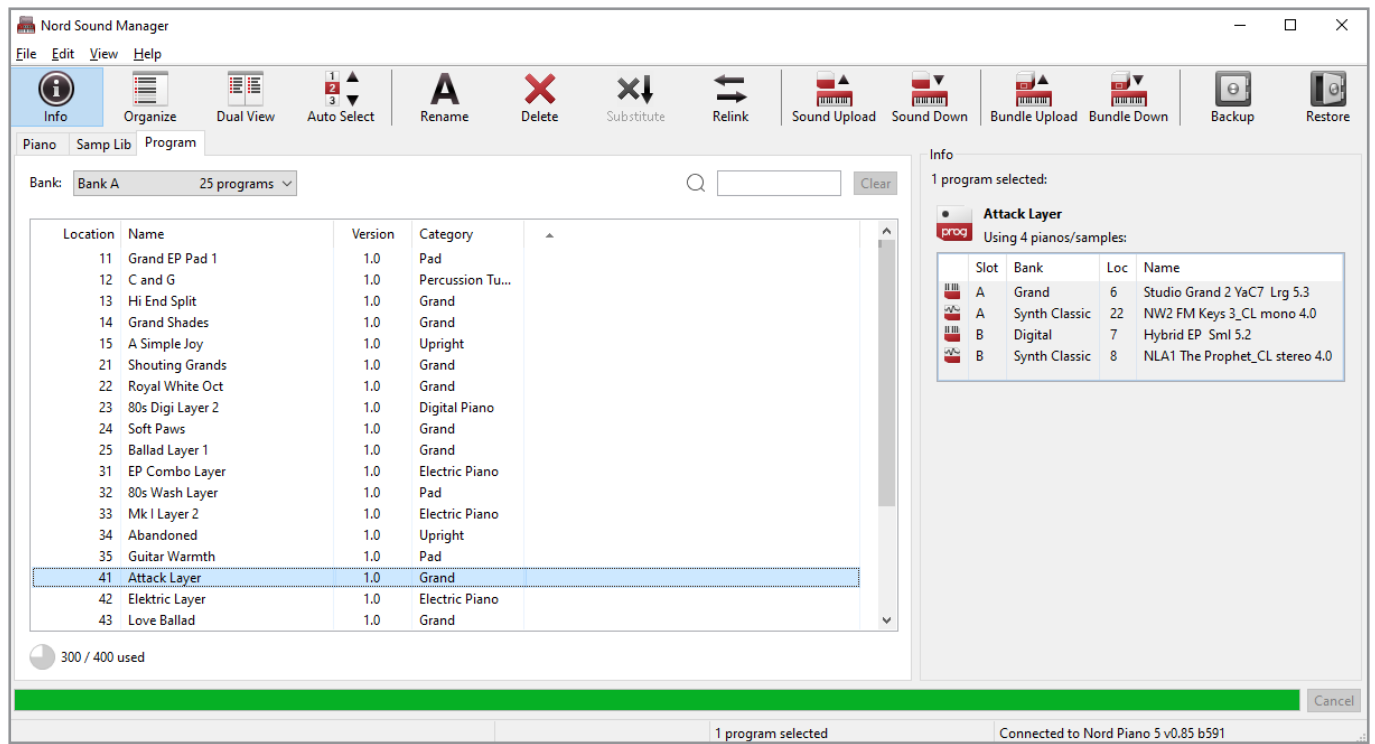 Nord Sound Manager
File Edit View Help
1
2
3
Info Organize Dual View Auto Select Rename Delete Substitute Relink Sound Upload Sound Down Bundle Upload Bundle Down Backup Restore
Piano Samp Lib Program
Bank: Bank A 25 programs Clear
Location Name Version Category
11 Grand EP Pad 1 1.0 Pad
12 C and G 1.0 Percussion Tu...
13 Hi End Split 1.0 Grand
14 Grand Shades 1.0 Grand
15 A Simple Joy 1.0 Upright
21 Shouting Grands 1.0 Grand
22 Royal White Oct 1.0 Grand
23 80s Digi Layer 2 1.0 Digital Piano
24 Soft Paws 1.0 Grand
25 Ballad Layer 1 1.0 Grand
31 EP Combo Layer 1.0 Electric Piano
32 80s Wash Layer 1.0 Pad
33 Mk I Layer 2 1.0 Electric Piano
34 Abandoned 1.0 Upright
35 Guitar Warmth 1.0 Pad
41 Attack Layer 1.0 Grand
42 Elektric Layer 1.0 Electric Piano
43 Love Ballad 1.0 Grand
300 / 400 used
Info
1 program selected:
prog
Attack Layer
Using 4 pianos/samples:
Slot Bank Loc Name
A Grand 6 Studio Grand 2 YaC7 Lrg 5.3
A Synth Classic 22 NW2 FM Keys 3_CL mono 4.0
B Digital 7 Hybrid EP Sml 5.2
B Synth Classic 8 NLA1 The Prophet_CL stereo 4.0
Cancel
1 program selected Connected to Nord Piano 5 v0.85 b591